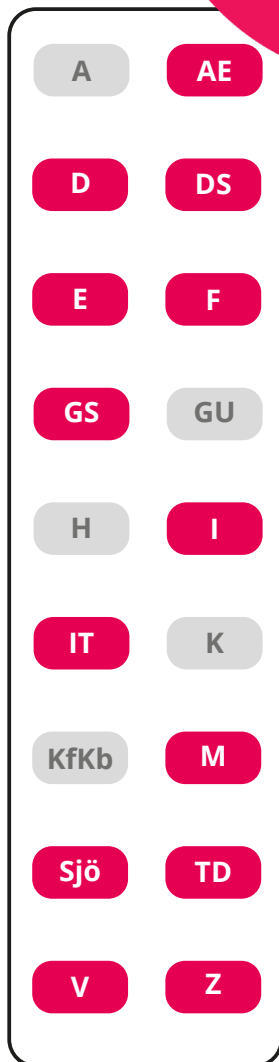 A AE
D DS
E F
GS GU
H I
IT K
KfKb M
Sjö TD
V Z